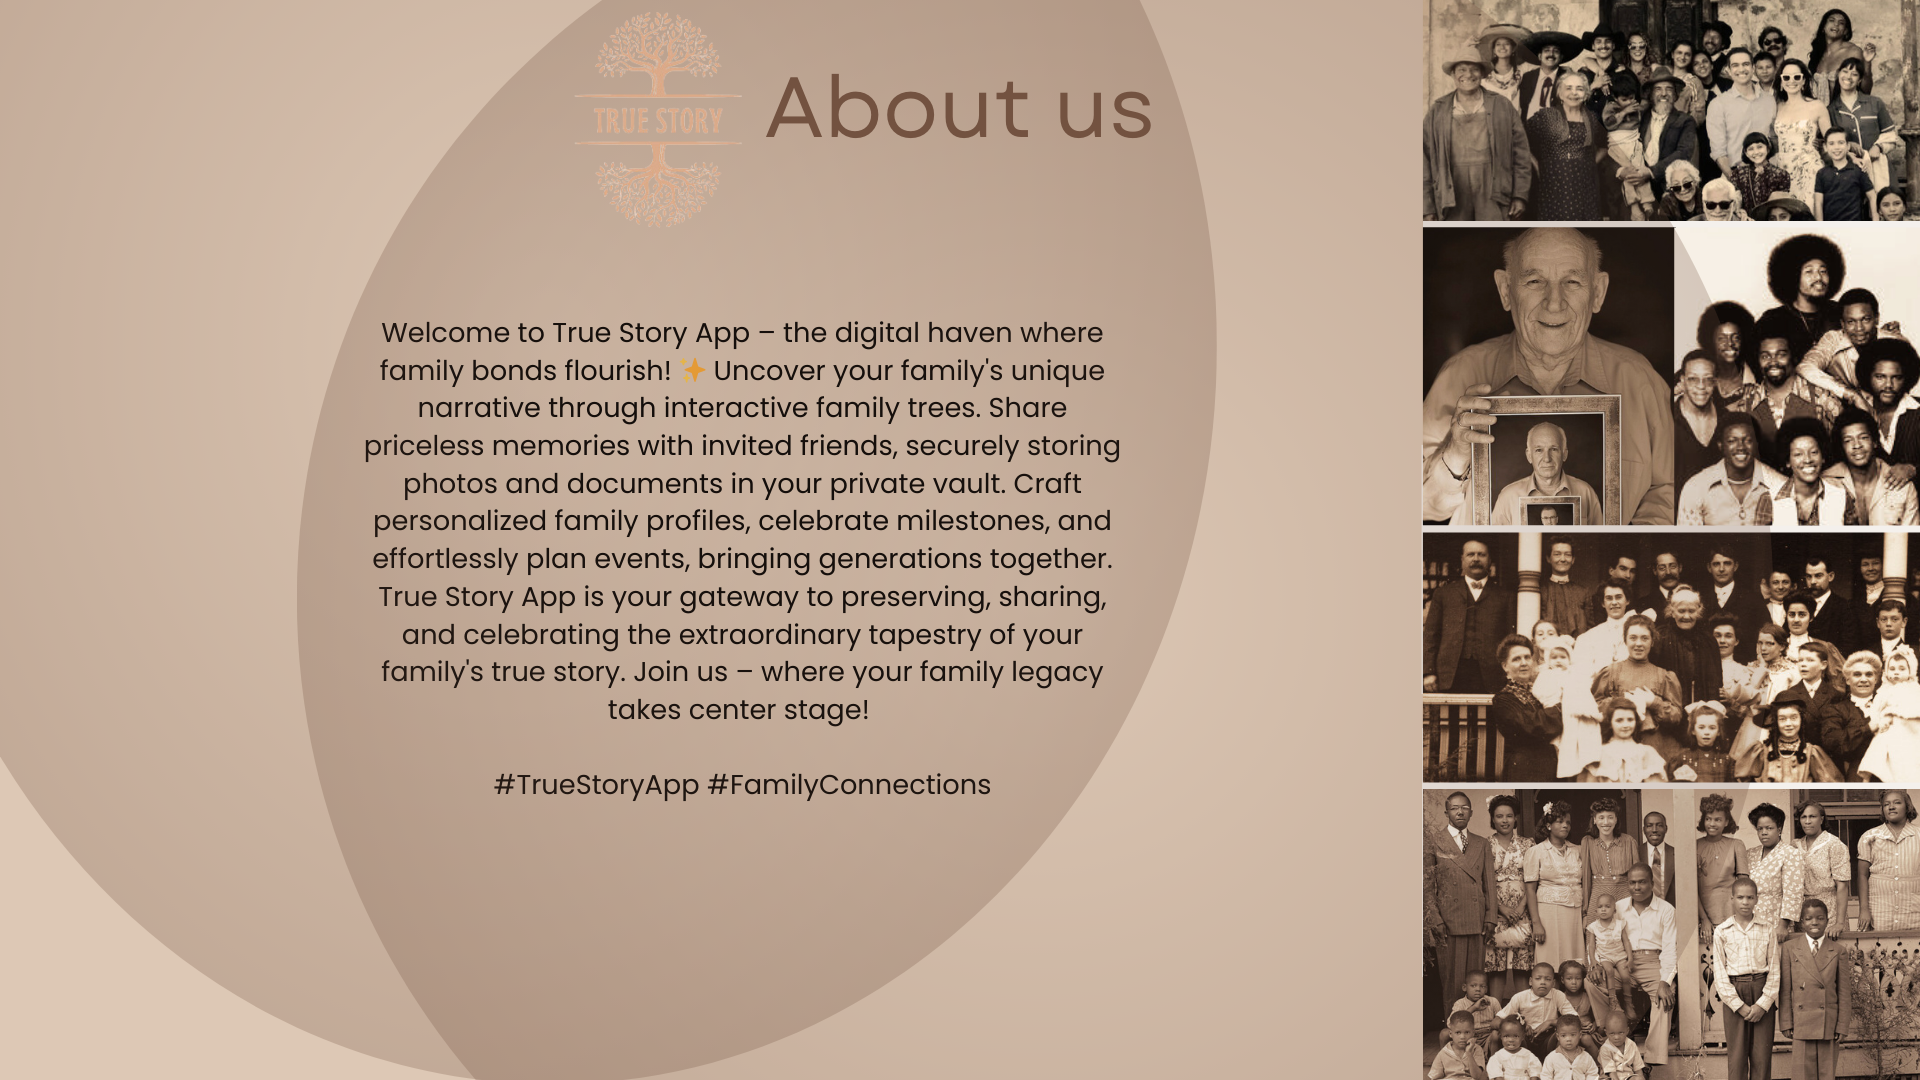 TRUE STORY
About us
Welcome to True Story App – the digital haven where
family bonds flourish! ✨ Uncover your family's unique
narrative through interactive family trees. Share
priceless memories with invited friends, securely storing
photos and documents in your private vault. Craft
personalized family profiles, celebrate milestones, and
effortlessly plan events, bringing generations together.
True Story App is your gateway to preserving, sharing,
and celebrating the extraordinary tapestry of your
family's true story. Join us – where your family legacy
takes center stage!
#TrueStoryApp #FamilyConnections